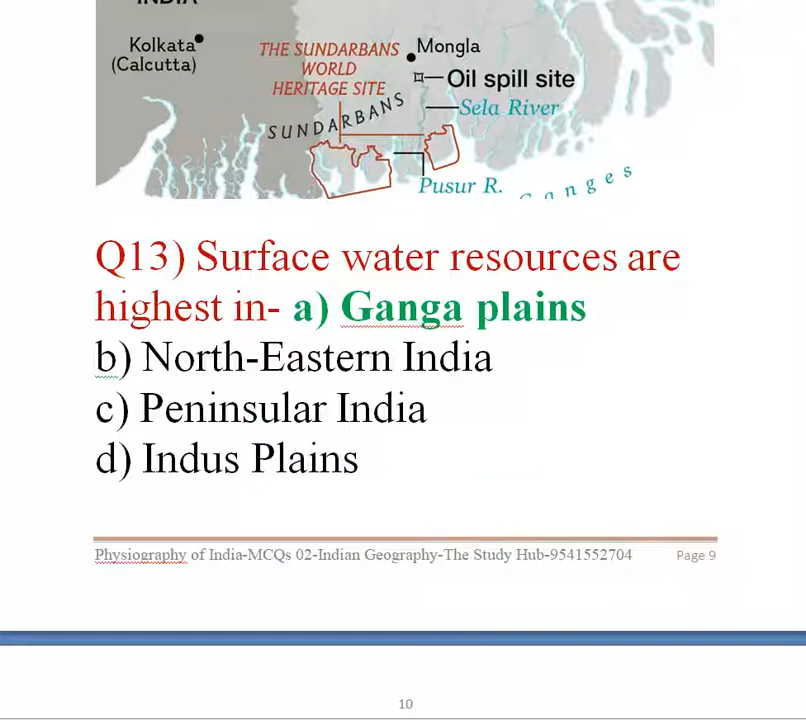 INDIA
Kolkata
(Calcutta)
THE SUNDARBANS
WORLD
HERITAGE SITE
Mongla
Oil spill site
Sela River
SUNDARBANS
Pusur R.
Ganges
Q13) Surface water resources are
highest in- a) Ganga plains
b) North-Eastern India
c) Peninsular India
d) Indus Plains
Physiography of India-MCQs 02-Indian Geography-The Study Hub-9541552704 Page 9
10